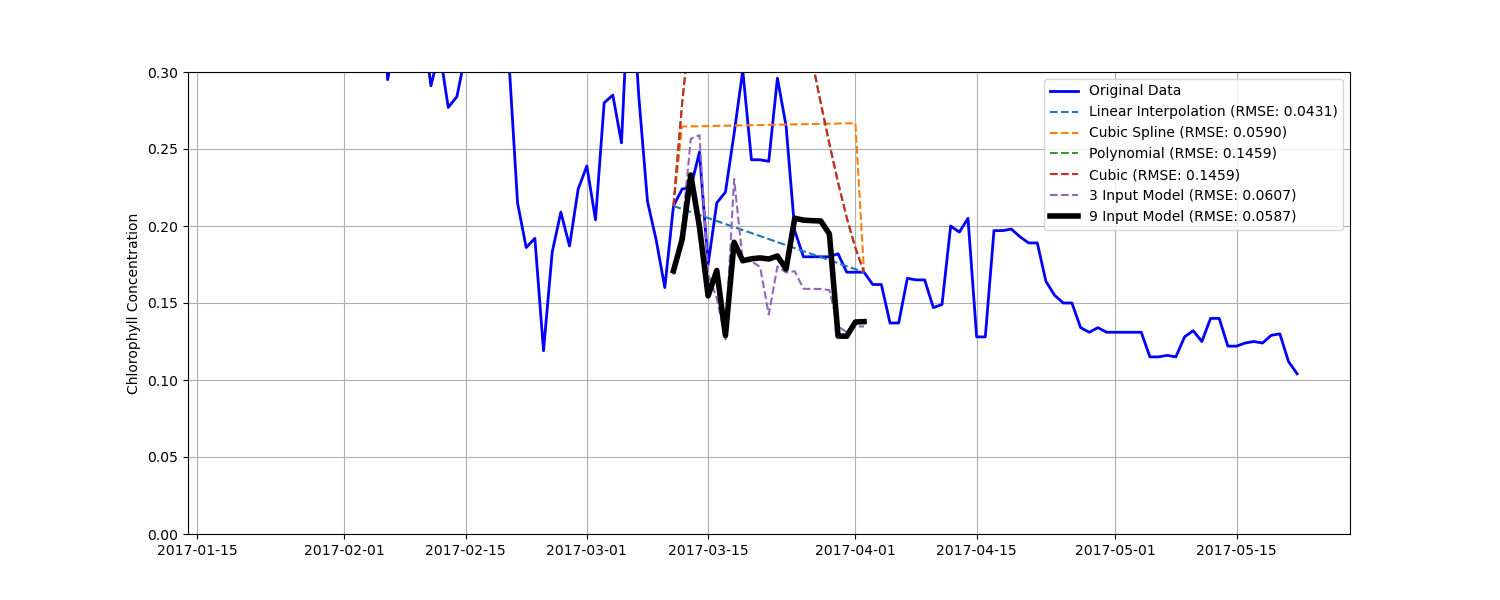 0.30
0.25
0.20
0.15
0.10
0.05
0.00
Chlorophyll Concentration
2017-01-15 2017-02-01 2017-02-15 2017-03-01 2017-03-15 2017-04-01 2017-04-15 2017-05-01 2017-05-15
Original Data
Linear Interpolation (RMSE: 0.0431)
Cubic Spline (RMSE: 0.0590)
Polynomial (RMSE: 0.1459)
Cubic (RMSE: 0.1459)
3 Input Model (RMSE: 0.0607)
9 Input Model (RMSE: 0.0587)